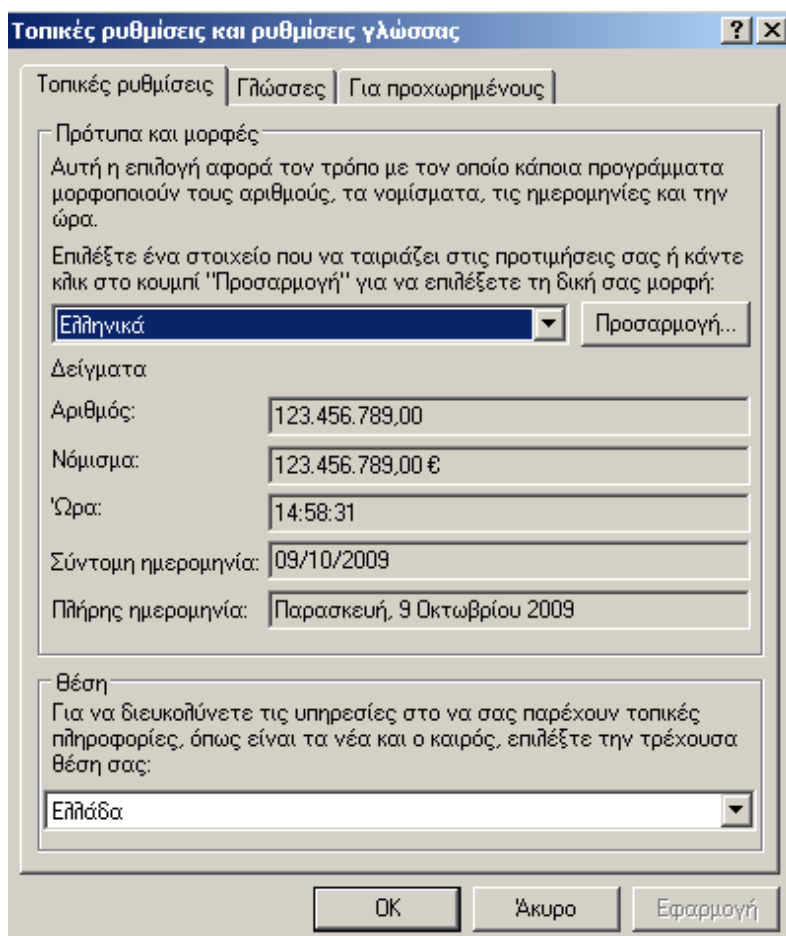 Τοπικές ρυθμίσεις και ρυθμίσεις γλώσσας
Τοπικές ρυθμίσεις Γλώσσες Για προχωρημένους
Πρότυπα και μορφές
Αυτή η επιλογή αφορά τον τρόπο με τον οποίο κάποια προγράμματα
μορφοποιούν τους αριθμούς, τα νομίσματα, τις ημερομηνίες και την
ώρα.
Επιλέξτε ένα στοιχείο που να ταιριάζει στις προτιμήσεις σας ή κάντε
κλικ στο κουμπί "Προσαρμογή" για να επιλέξετε τη δική σας μορφή:
Ελληνικά Προσαρμογή...
Δείγματα
Αριθμός: 123.456.789,00
Νόμισμα: 123.456.789,00 €
Ώρα: 14:58:31
Σύντομη ημερομηνία: 09/10/2009
Πλήρης ημερομηνία: Παρασκευή, 9 Οκτωβρίου 2009
Θέση
Για να διευκολύνετε τις υπηρεσίες στο να σας παρέχουν τοπικές
πληροφορίες, όπως είναι τα νέα και ο καιρός, επιλέξτε την τρέχουσα
θέση σας:
Ελλάδα
OK Άκυρο Εφαρμογή